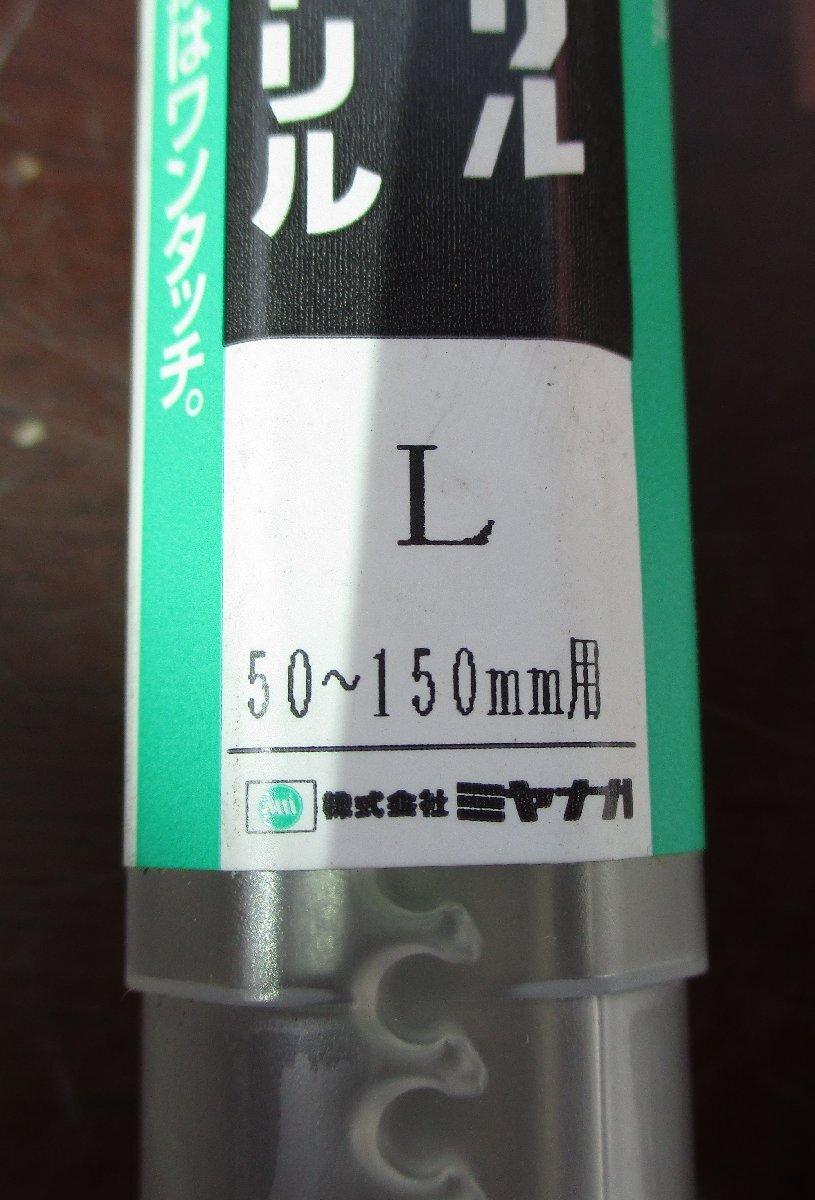 はワンタッチ。
リル
ドリル
L
50~150mm用
株式会社 ミヤナガ